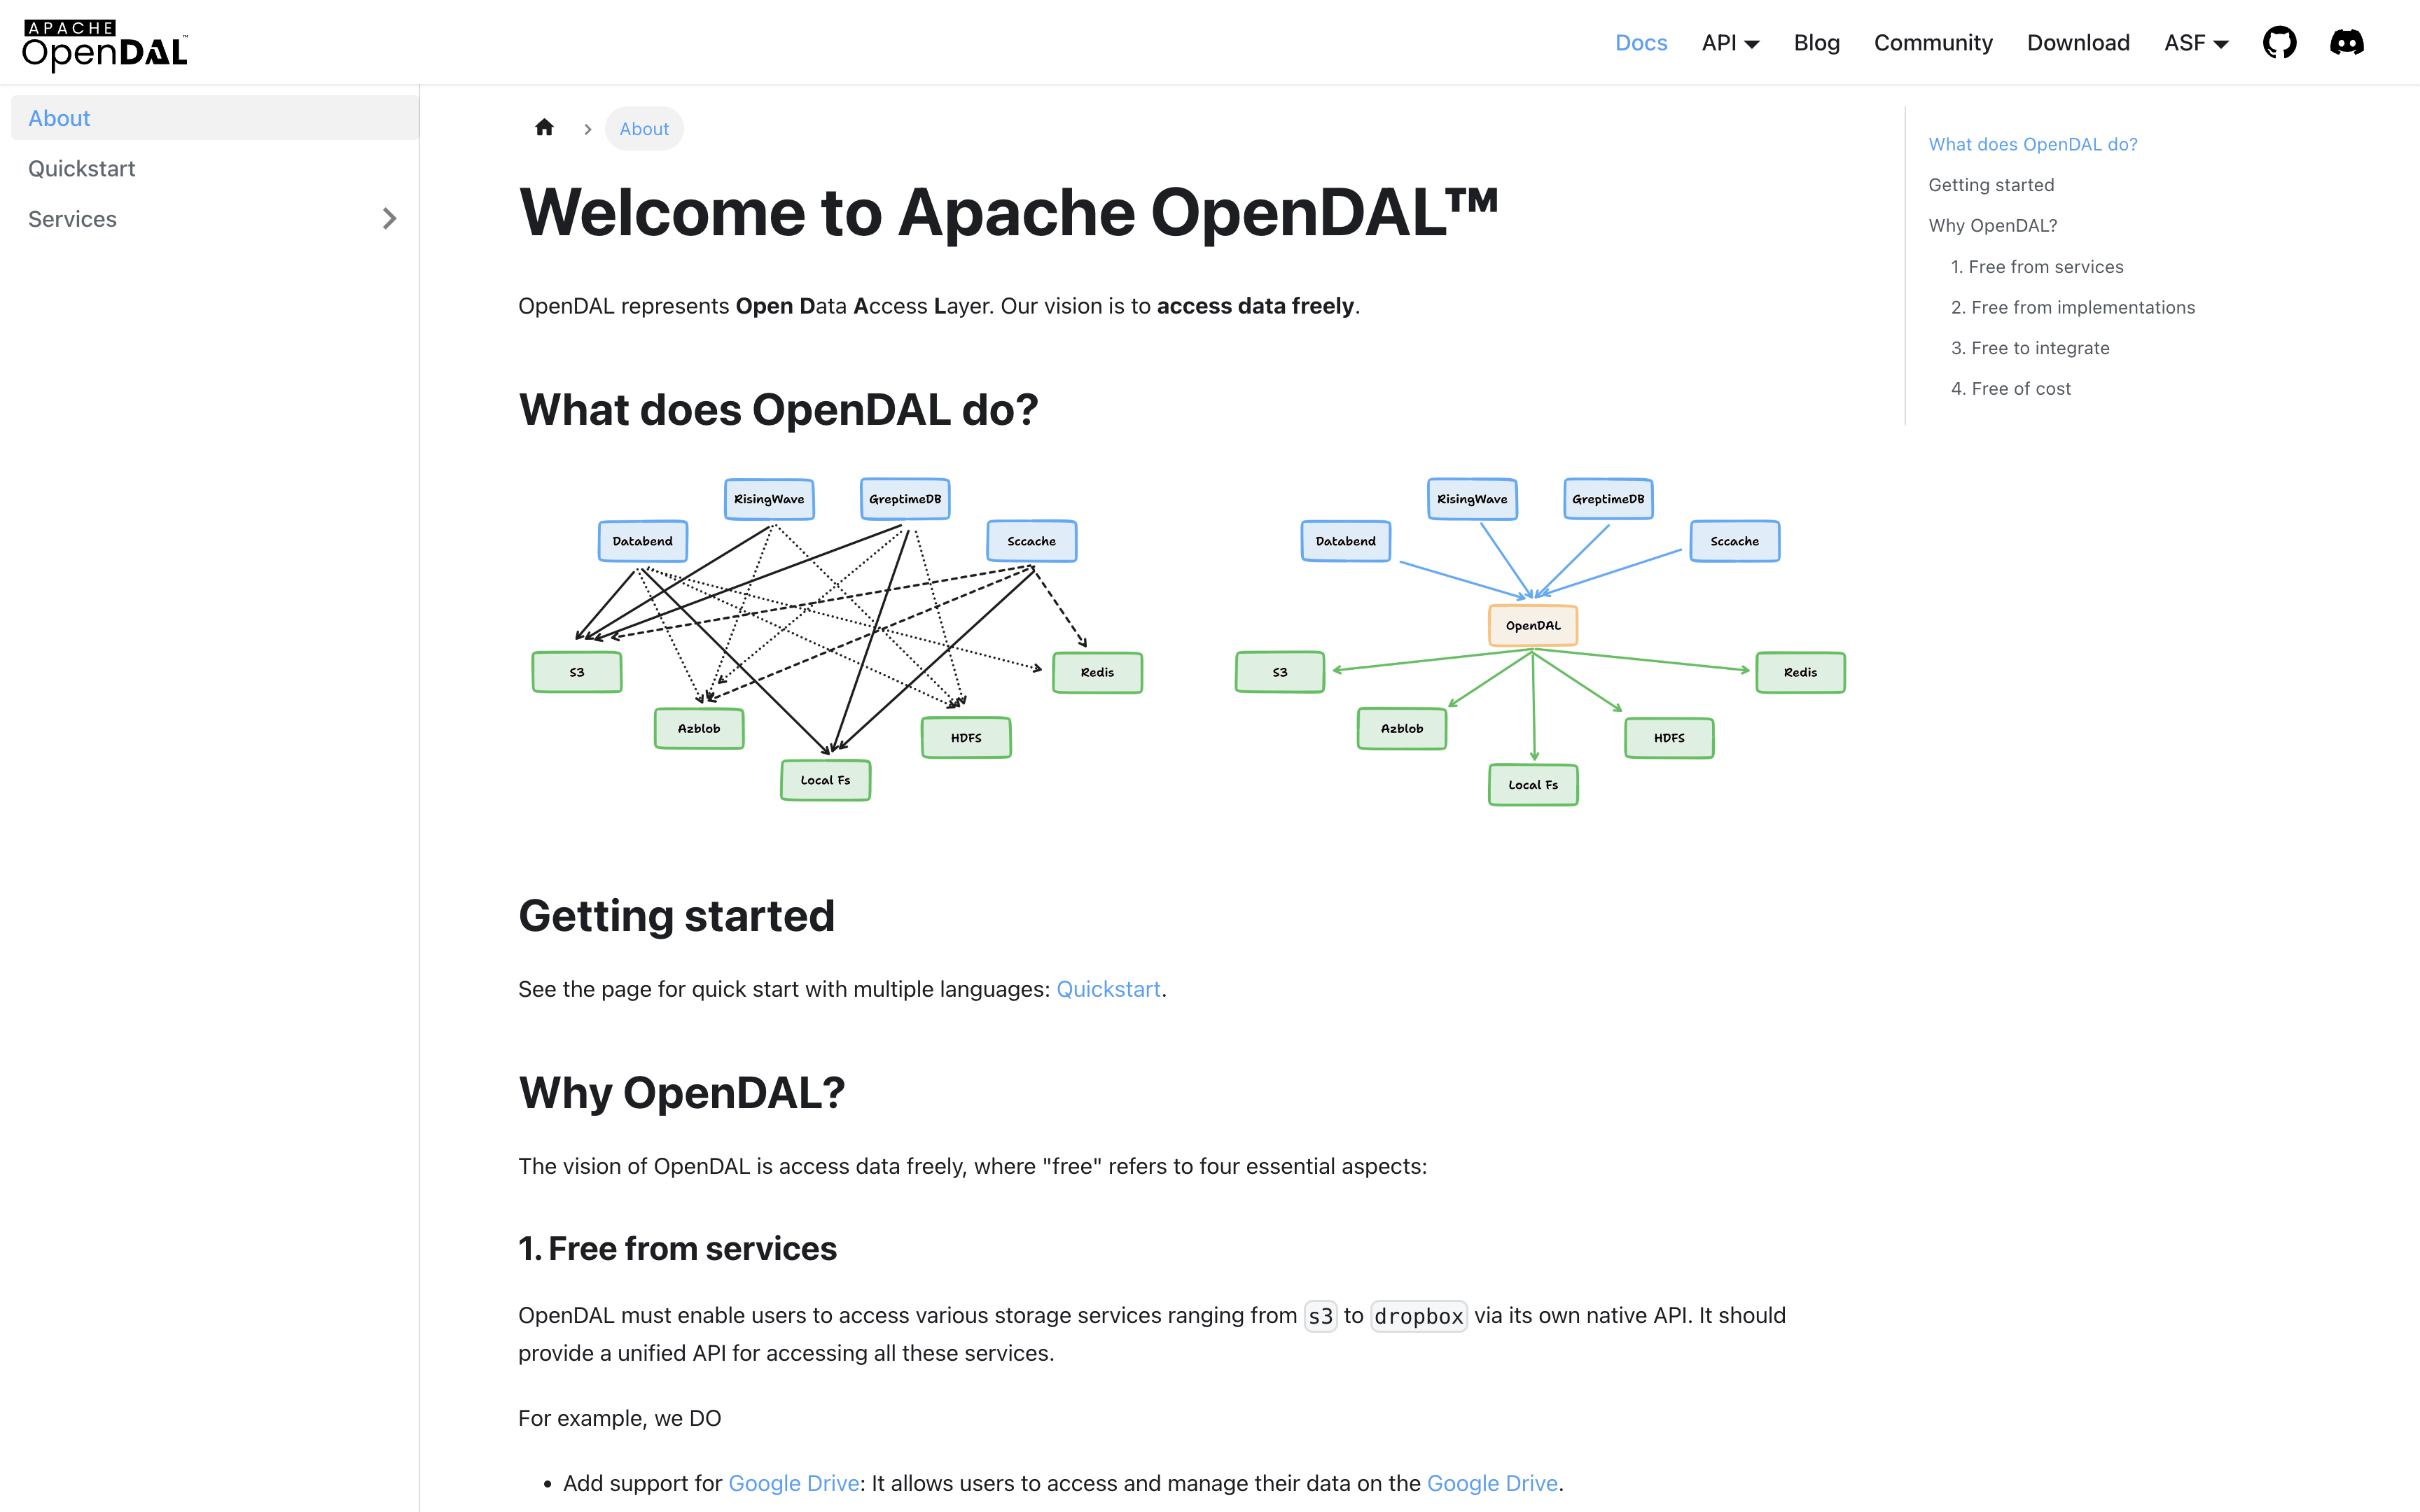 APACHE
OpenDAL™
Docs
API
Blog
Community
Download
ASF
About
Quickstart
Services
About
Welcome to Apache OpenDAL™
OpenDAL represents Open Data Access Layer. Our vision is to access data freely.
What does OpenDAL do?
RisingWave
GreptimeDB
Databend
Sccache
S3
Redis
Azblob
HDFS
Local Fs
RisingWave
GreptimeDB
Databend
Sccache
OpenDAL
S3
Redis
Azblob
HDFS
Local Fs
Getting started
See the page for quick start with multiple languages: Quickstart.
Why OpenDAL?
The vision of OpenDAL is access data freely, where "free" refers to four essential aspects:
1. Free from services
OpenDAL must enable users to access various storage services ranging from s3 to dropbox via its own native API. It should
provide a unified API for accessing all these services.
For example, we DO
• Add support for Google Drive: It allows users to access and manage their data on the Google Drive.
What does OpenDAL do?
Getting started
Why OpenDAL?
1. Free from services
2. Free from implementations
3. Free to integrate
4. Free of cost